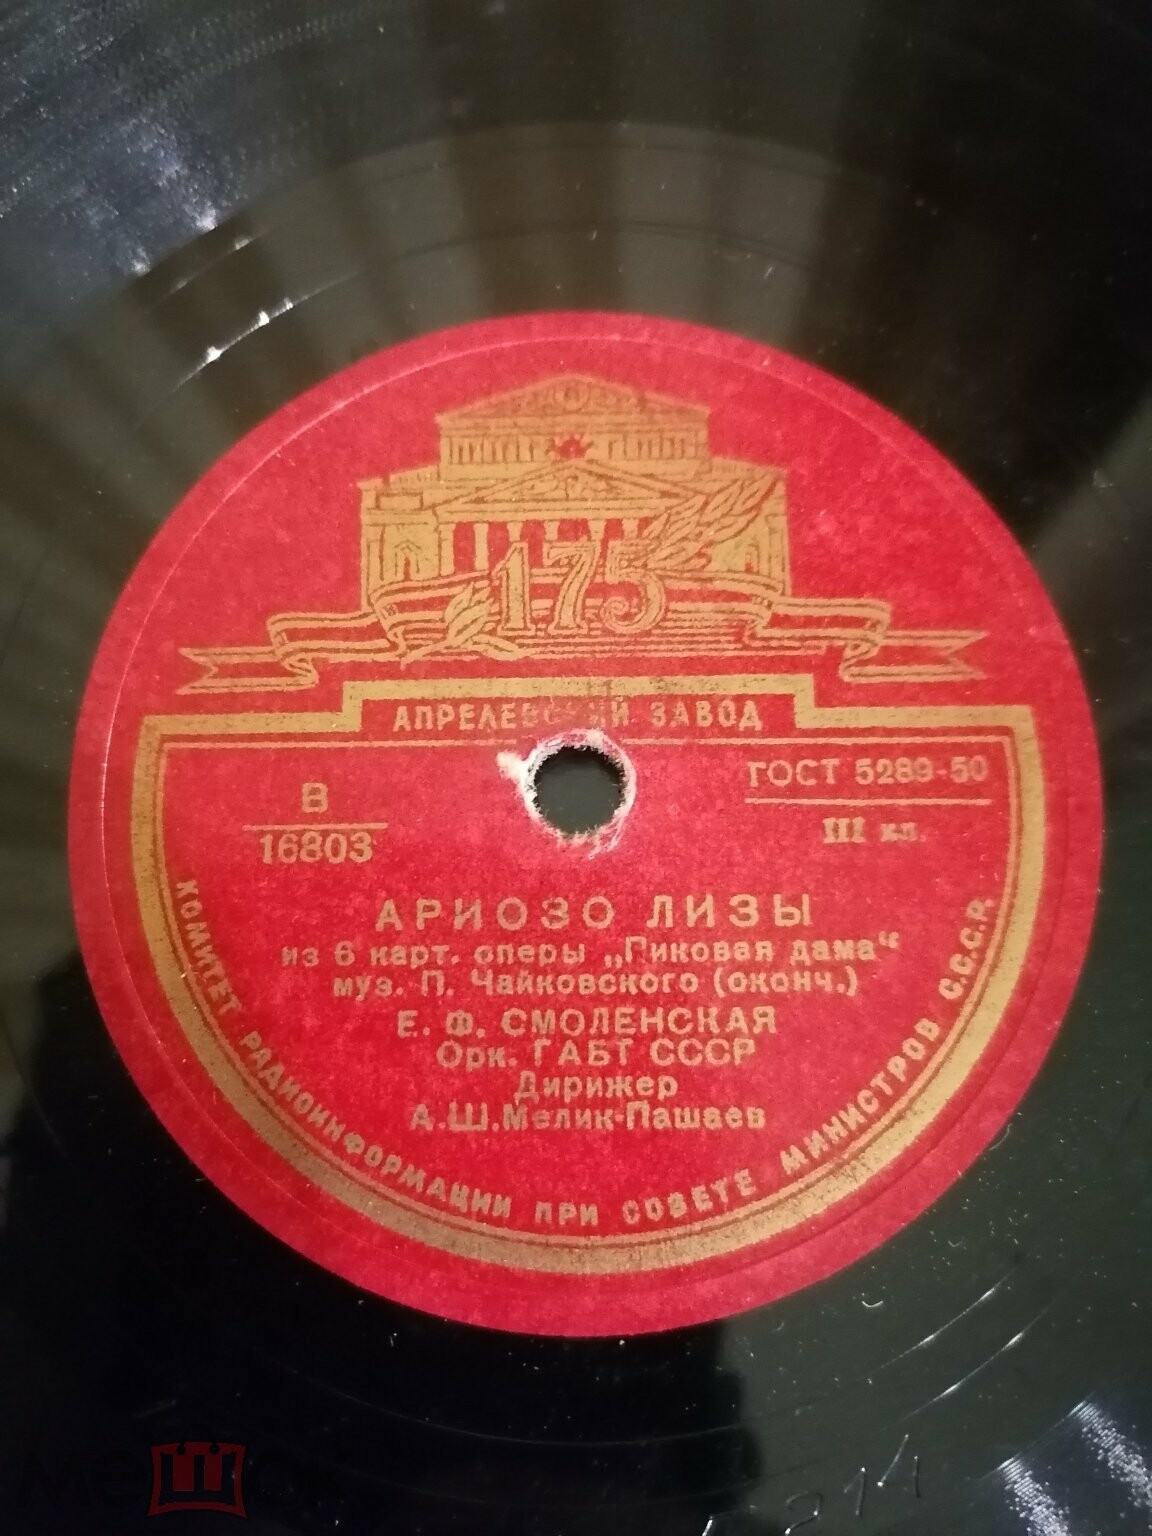 175
АПРЕЛЕВСКИЙ ЗАВОД
В
16803
ГОСТ 5289-50
III кл.
АРИОЗО ЛИЗЫ
из 6 карт. оперы „Пиковая дама“
муз. П. Чайковского (оконч.)
Е. Ф. СМОЛЕНСКАЯ
Орк. ГАБТ СССР
Дирижер
А.Ш.Мелик-Пашаев
КОМИТЕТ РАДИОИНФОРМАЦИИ ПРИ СОВЕТЕ МИНИСТРОВ С.С.С.Р.